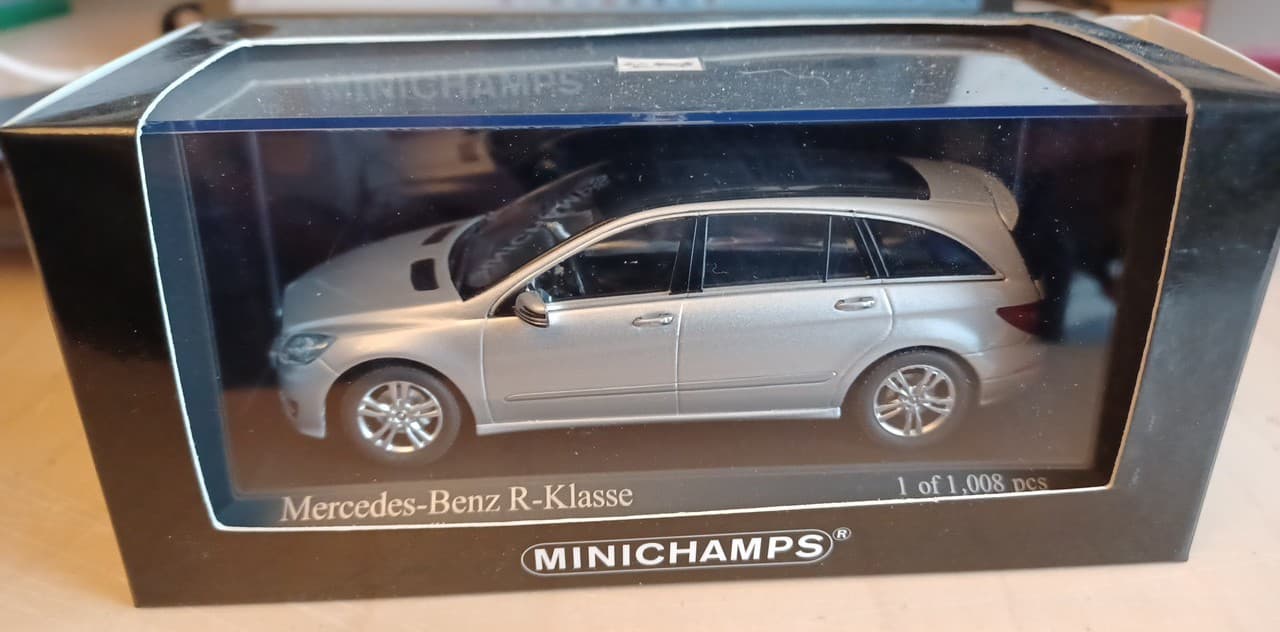 MINICHAMPS
Mercedes-Benz R-Klasse
1 of 1,008 pcs
MINICHAMPS®